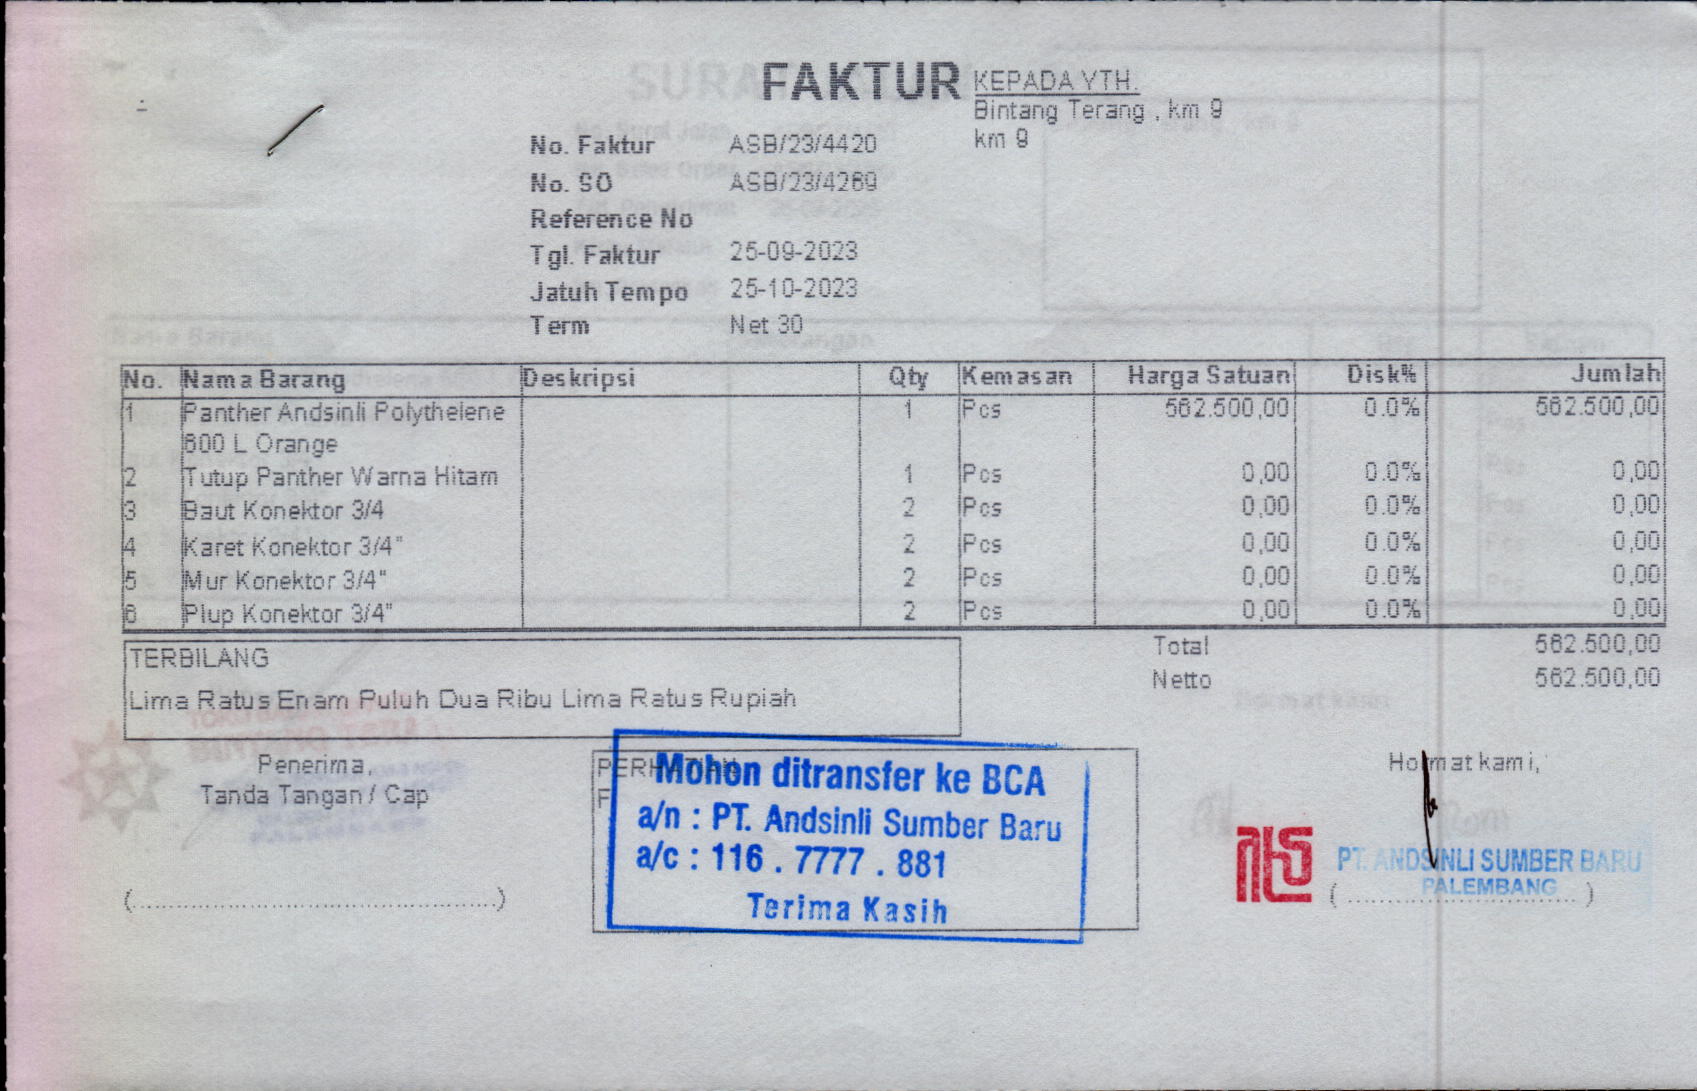 FAKTUR
KEPADA YTH.
Bintang Terang , km 9
km 9
No. Faktur ASB/23/4420
No. SO ASB/23/4269
Reference No
Tgl. Faktur 25-09-2023
Jatuh Tempo 25-10-2023
Term Net 30
No. Nama Barang Deskripsi Qty Kemasan Harga Satuan Disk% Jumlah
1 Panther Andsinli Polythelene 1 Pcs 562.500,00 0.0% 562.500,00
600 L Orange
2 Tutup Panther Warna Hitam 1 Pcs 0,00 0.0% 0,00
3 Baut Konektor 3/4 2 Pcs 0,00 0.0% 0,00
4 Karet Konektor 3/4" 2 Pcs 0,00 0.0% 0,00
5 Mur Konektor 3/4" 2 Pcs 0,00 0.0% 0,00
6 Plup Konektor 3/4" 2 Pcs 0,00 0.0% 0,00
Total 562.500,00
Netto 562.500,00
TERBILANG
Lima Ratus Enam Puluh Dua Ribu Lima Ratus Rupiah
Penerima,
Tanda Tangan / Cap
(..................................................)
Mohon ditransfer ke BCA
a/n : PT. Andsinli Sumber Baru
a/c : 116 . 7777 . 881
Terima Kasih
Hormat kami,
PT. ANDSINLI SUMBER BARU
PALEMBANG
(..............................)